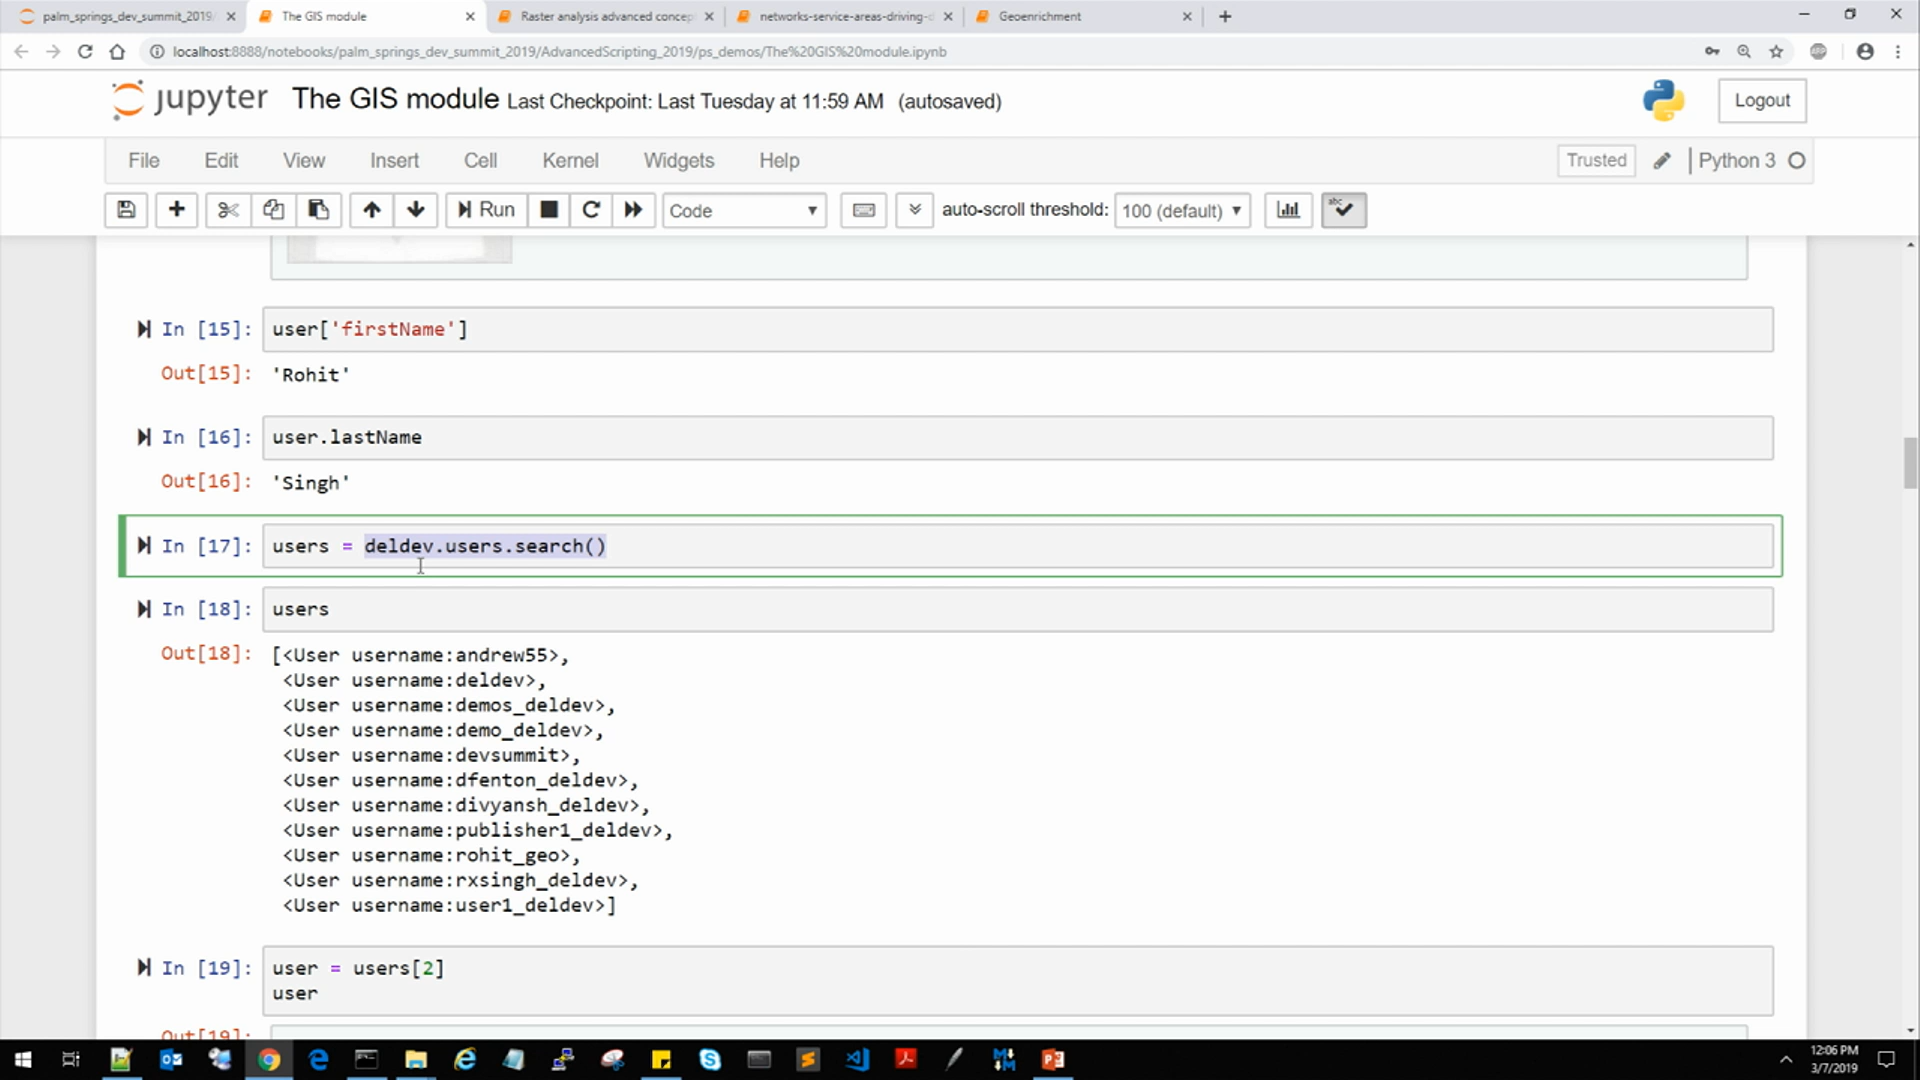 palm_springs_dev_summit_2019/
The GIS module
Raster analysis advanced concep
networks-service-areas-driving-d
Geoenrichment
localhost:8888/notebooks/palm_springs_dev_summit_2019/AdvancedScripting_2019/ps_demos/The%20GIS%20module.ipynb
jupyter The GIS module Last Checkpoint: Last Tuesday at 11:59 AM (autosaved)
Logout
File Edit View Insert Cell Kernel Widgets Help
Trusted Python 3
Run Code auto-scroll threshold: 100 (default)
abc
In [15]: user['firstName']
Out[15]: 'Rohit'
In [16]: user.lastName
Out[16]: 'Singh'
In [17]: users = deldev.users.search()
In [18]: users
Out[18]: [<User username:andrew55>,
<User username:deldev>,
<User username:demos_deldev>,
<User username:demo_deldev>,
<User username:devsummit>,
<User username:dfenton_deldev>,
<User username:divyansh_deldev>,
<User username:publisher1_deldev>,
<User username:rohit_geo>,
<User username:rxsingh_deldev>,
<User username:user1_deldev>]
In [19]: user = users[2]
user
Out[19]:
12:06 PM
3/7/2019